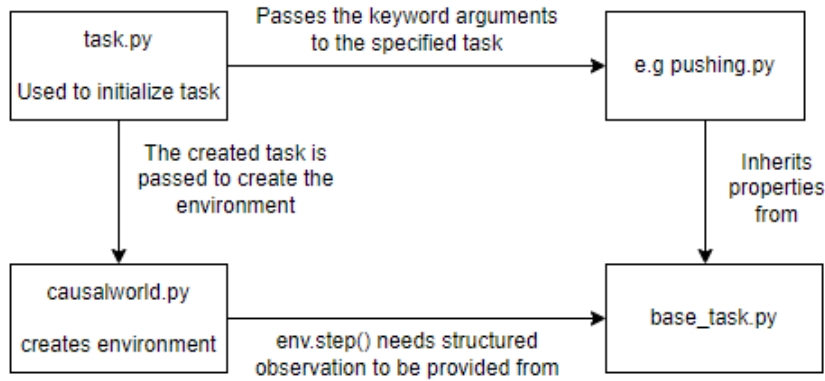 task.py
Used to initialize task
Passes the keyword arguments
to the specified task
e.g pushing.py
The created task is
passed to create the
environment
Inherits
properties
from
causalworld.py
creates environment
env.step() needs structured
observation to be provided from
base_task.py